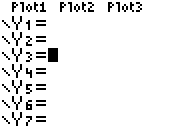 Plot1 Plot2 Plot3
\Y1=
\Y2=
\Y3=
\Y4=
\Y5=
\Y6=
\Y7=